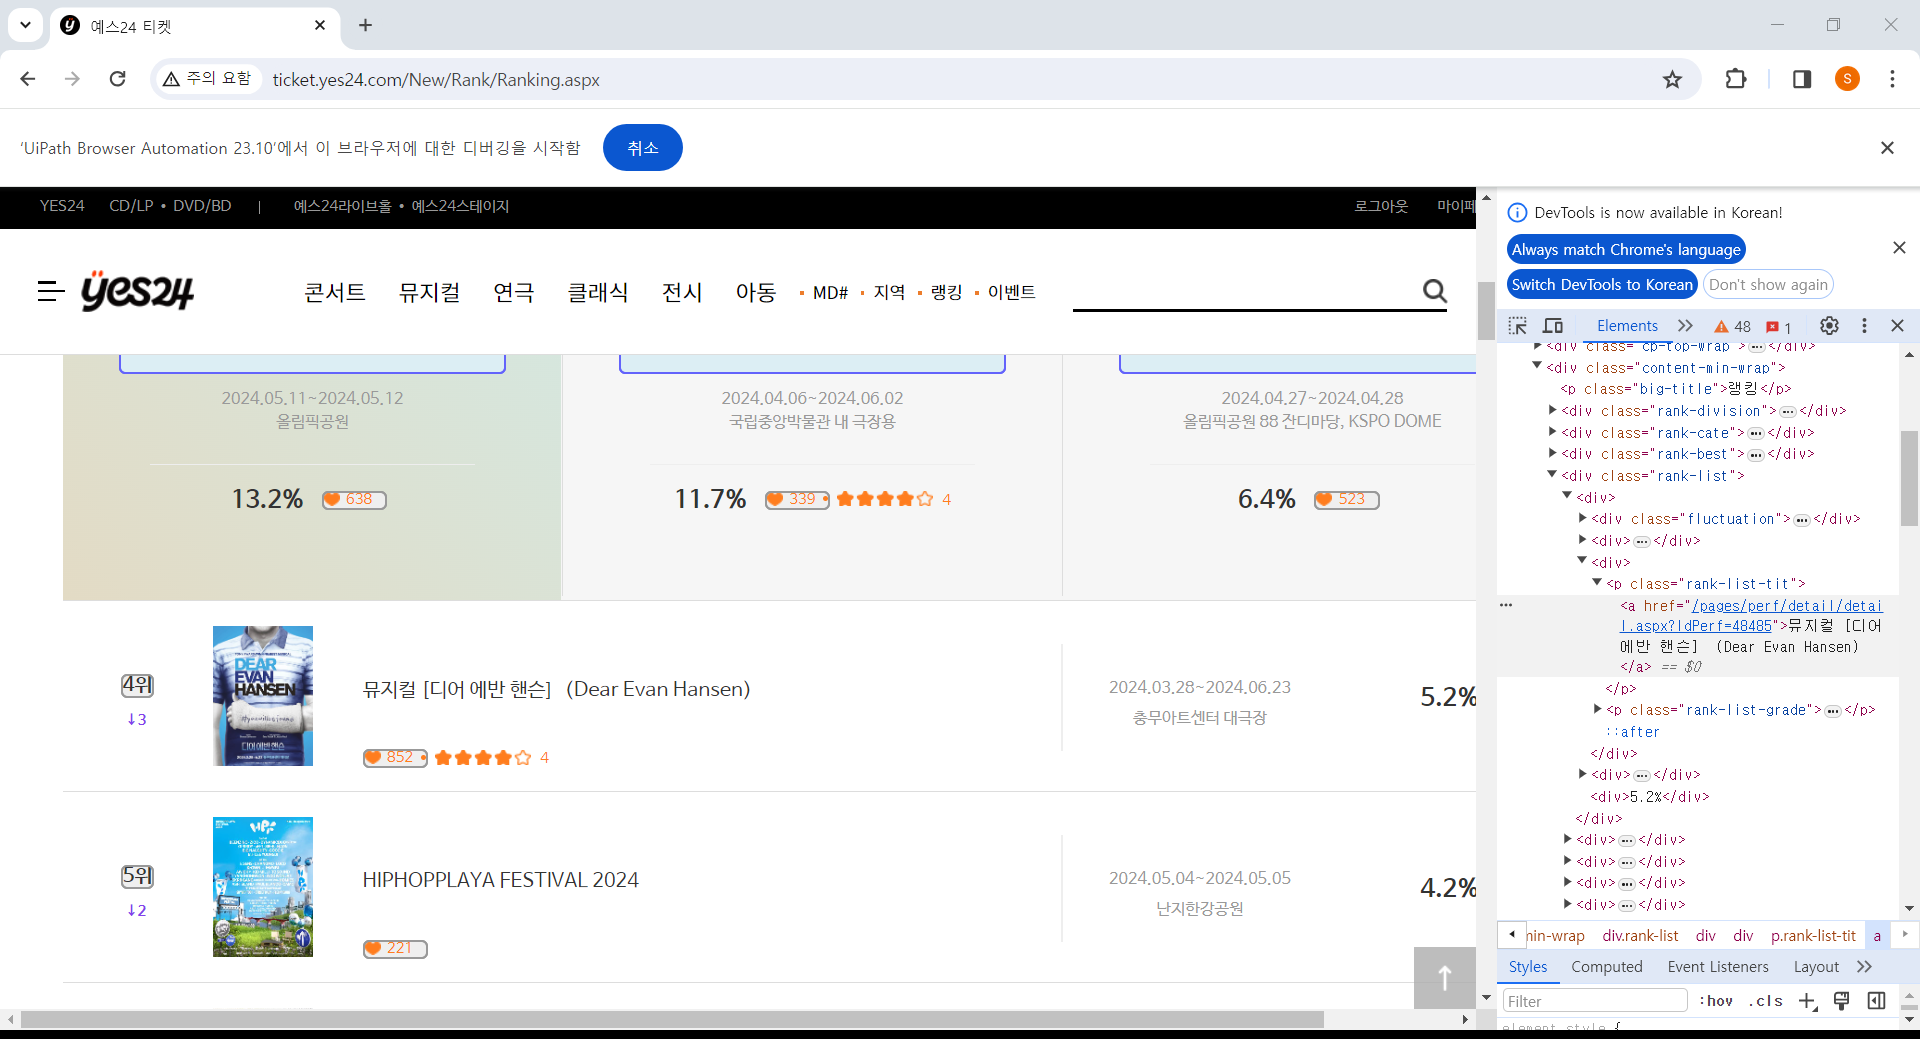 예스24 티켓
주의 요함
ticket.yes24.com/New/Rank/Ranking.aspx
S
'UiPath Browser Automation 23.10'에서 이 브라우저에 대한 디버깅을 시작함
취소
YES24 CD/LP • DVD/BD | 예스24라이브홀 • 예스24스테이지 로그아웃 마이페
yes24 콘서트 뮤지컬 연극 클래식 전시 아동 MD# 지역 랭킹 이벤트
2024.05.11~2024.05.12
올림픽공원
13.2% 638
2024.04.06~2024.06.02
국립중앙박물관 내 극장용
11.7% 339 4
2024.04.27~2024.04.28
올림픽공원 88 잔디마당, KSPO DOME
6.4% 523
4위
↓3
DEAR
EVAN
HANSEN
디어 에반 핸슨
뮤지컬 [디어 에반 핸슨] (Dear Evan Hansen)
852 4
2024.03.28~2024.06.23
충무아트센터 대극장
5.2%
5위
↓2
HIPHOPPLAYA FESTIVAL 2024
221
2024.05.04~2024.05.05
난지한강공원
4.2%
DevTools is now available in Korean!
Always match Chrome's language
Switch DevTools to Korean Don't show again
Elements 48 1
<div class="cp-top-wrap">…</div>
<div class="content-min-wrap">
<p class="big-title">랭킹</p>
<div class="rank-division">…</div>
<div class="rank-cate">…</div>
<div class="rank-best">…</div>
<div class="rank-list">
<div>
<div class="fluctuation">…</div>
<div>…</div>
<div>
<p class="rank-list-tit">
<a href="/pages/perf/detail/detai
l.aspx?IdPerf=48485">뮤지컬 [디어
에반 핸슨] (Dear Evan Hansen)
</a> == $0
</p>
<p class="rank-list-grade">…</p>
::after
</div>
<div>…</div>
<div>5.2%</div>
</div>
<div>…</div>
<div>…</div>
<div>…</div>
<div>…</div>
min-wrap div.rank-list div div p.rank-list-tit a
Styles Computed Event Listeners Layout
Filter :hov .cls
element.style {